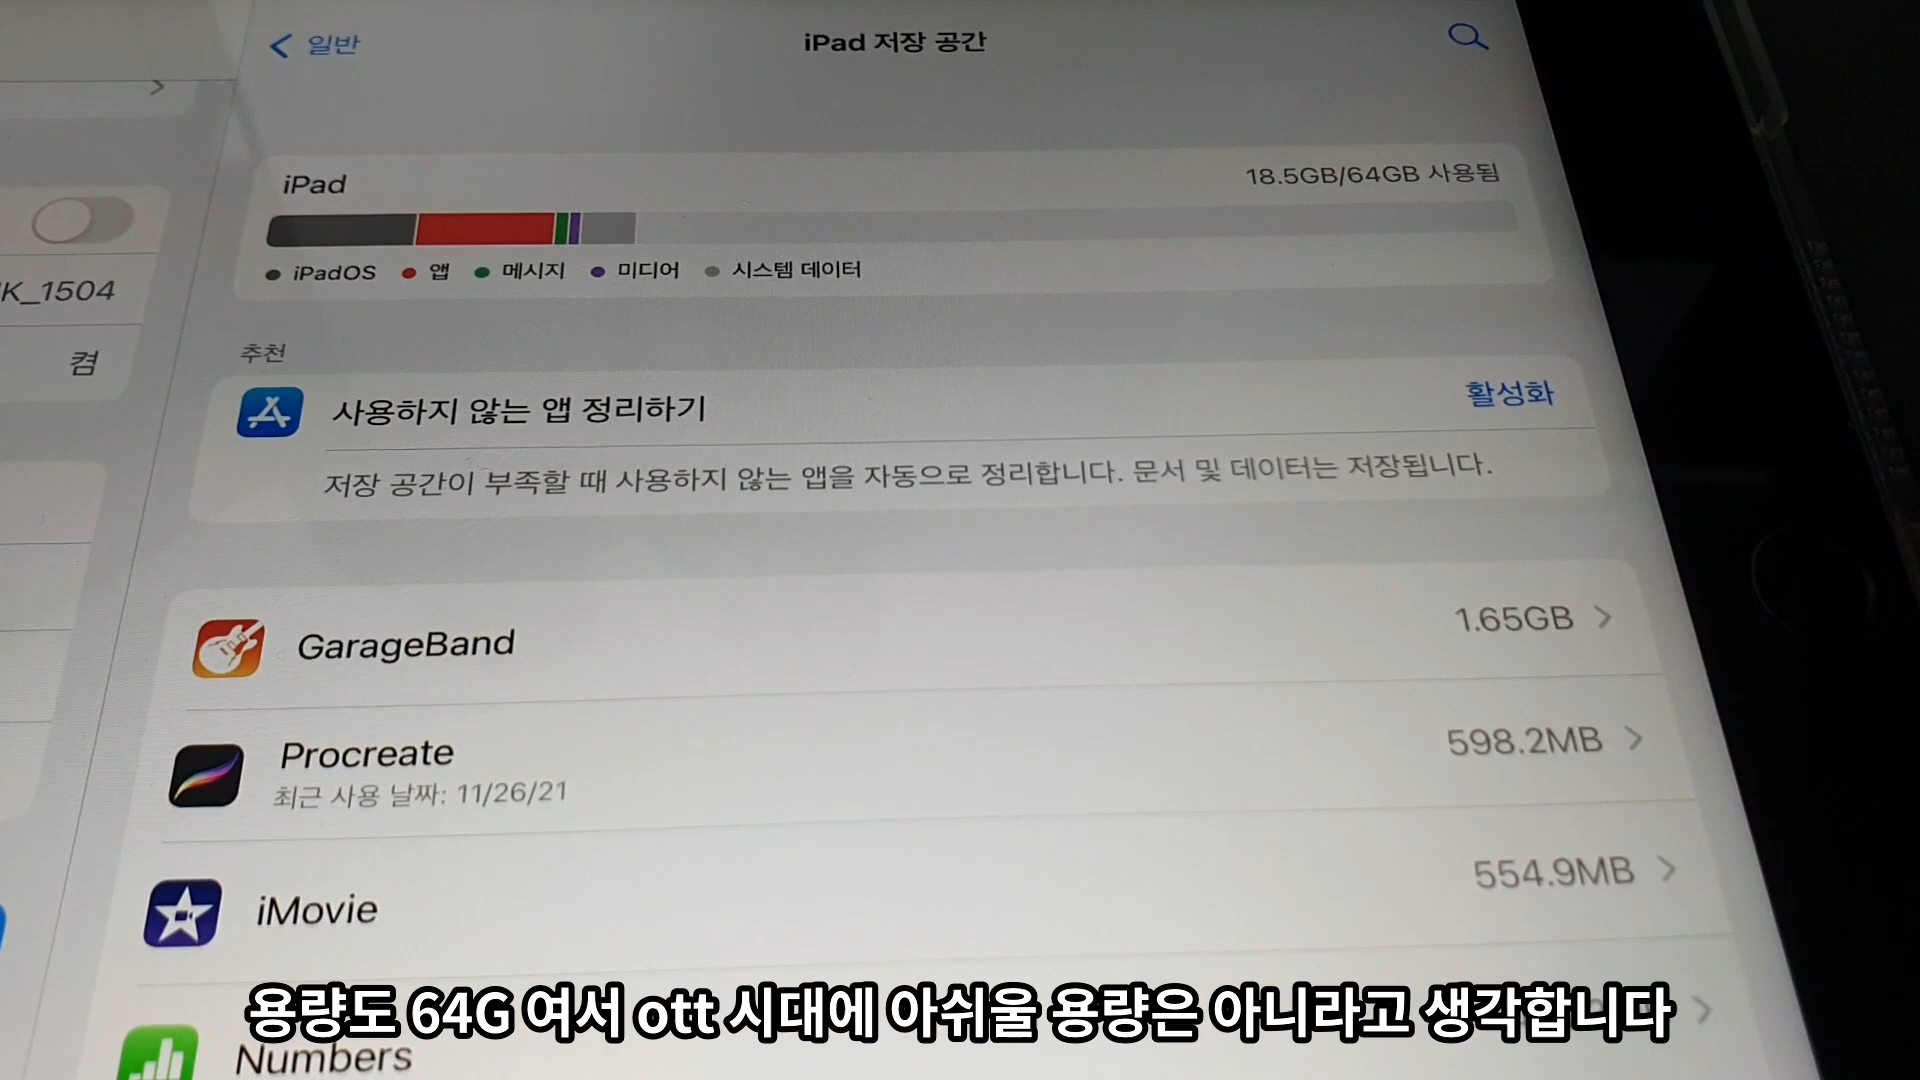 일반
iPad 저장 공간
iPad
18.5GB/64GB 사용됨
iPadOS 앱 메시지 미디어 시스템 데이터
K_1504
켬
추천
사용하지 않는 앱 정리하기
활성화
저장 공간이 부족할 때 사용하지 않는 앱을 자동으로 정리합니다. 문서 및 데이터는 저장됩니다.
GarageBand
1.65GB
Procreate
598.2MB
최근 사용 날짜: 11/26/21
iMovie
554.9MB
용량도 64G 여서 ott 시대에 아쉬울 용량은 아니라고 생각합니다
Numbers